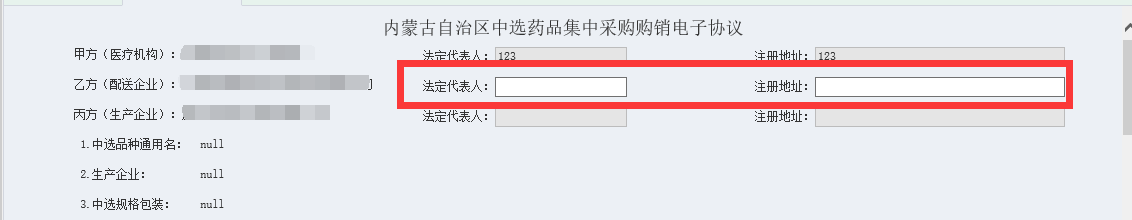 内蒙古自治区中选药品集中采购购销电子协议
甲方（医疗机构）： 法定代表人： 123 注册地址： 123
乙方（配送企业）： 法定代表人： 注册地址：
丙方（生产企业）： 法定代表人： 注册地址：
1.中选品种通用名： null
2.生产企业： null
3.中选规格包装： null